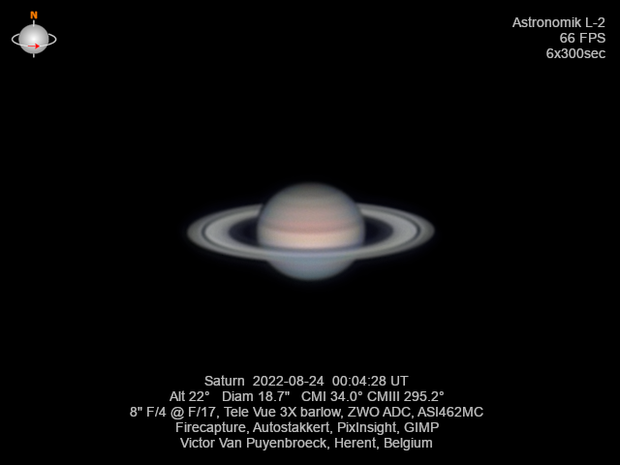 N
Astronomik L-2
66 FPS
6x300sec
Saturn  2022-08-24  00:04:28 UT
Alt 22°   Diam 18.7"   CMI 34.0° CMIII 295.2°
8" F/4 @ F/17, Tele Vue 3X barlow, ZWO ADC, ASI462MC
Firecapture, Autostakkert, PixInsight, GIMP
Victor Van Puyenbroeck, Herent, Belgium